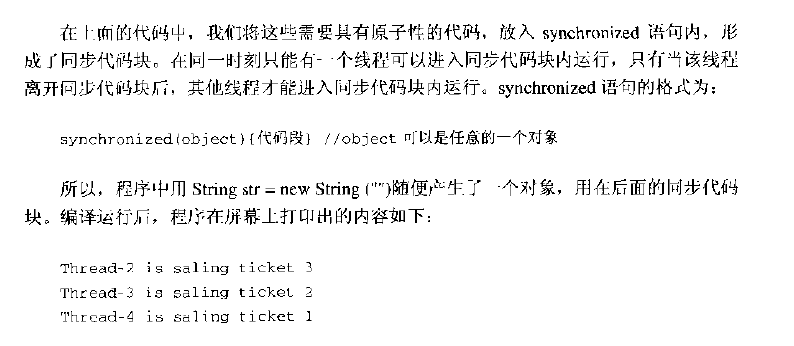 在上面的代码中，我们将这些需要具有原子性的代码，放入 synchronized 语句内，形
成了同步代码块。在同一时刻只能有一个线程可以进入同步代码块内运行，只有当该线程
离开同步代码块后，其他线程才能进入同步代码块内运行。synchronized 语句的格式为：
synchronized(object){代码段} //object 可以是任意的一个对象
所以，程序中用 String str = new String ("")随便产生了一个对象，用在后面的同步代码
块。编译运行后，程序在屏幕上打印出的内容如下：
Thread-2 is saling ticket 3
Thread-3 is saling ticket 2
Thread-4 is saling ticket 1